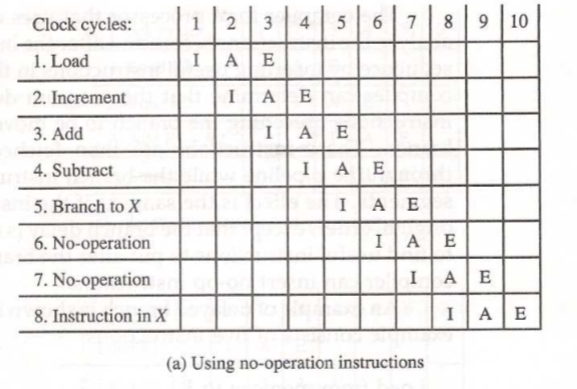 Clock cycles: 1 2 3 4 5 6 7 8 9 10
1. Load I A E
2. Increment I A E
3. Add I A E
4. Subtract I A E
5. Branch to X I A E
6. No-operation I A E
7. No-operation I A E
8. Instruction in X I A E
(a) Using no-operation instructions